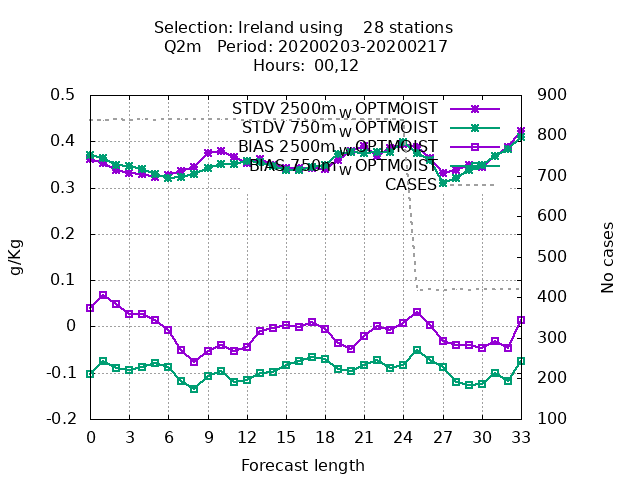 Selection: Ireland using    28 stations
Q2m   Period: 20200203-20200217
Hours:  00,12
STDV 2500m_W OPTMOIST
STDV 750m_W OPTMOIST
BIAS 2500m_W OPTMOIST
BIAS 750m_W OPTMOIST
CASES
0.5
0.4
0.3
0.2
0.1
0
-0.1
-0.2
g/Kg
900
800
700
600
500
400
300
200
100
No cases
0 3 6 9 12 15 18 21 24 27 30 33
Forecast length